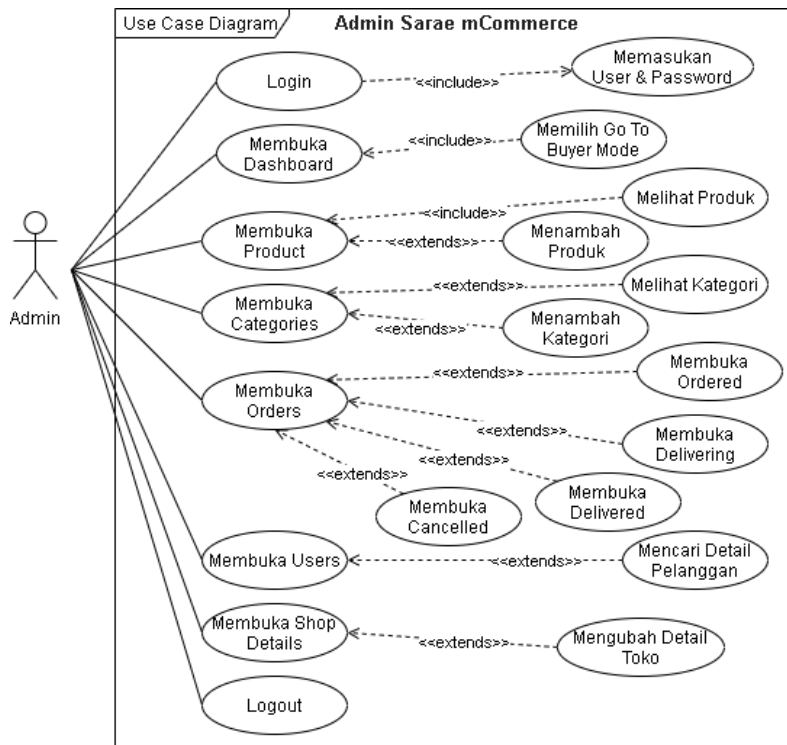 Use Case Diagram
Admin Sarae mCommerce
Login
<<include>>
Memasukan
User & Password
Membuka
Dashboard
<<include>>
Memilih Go To
Buyer Mode
Membuka
Product
<<include>>
Melihat Produk
<<extends>>
Menambah
Produk
Admin
Membuka
Categories
<<extends>>
Melihat Kategori
<<extends>>
Menambah
Kategori
Membuka
Orders
<<extends>>
Membuka
Ordered
<<extends>>
Membuka
Delivering
<<extends>>
Membuka
Delivered
<<extends>>
Membuka
Cancelled
Membuka Users
<<extends>>
Mencari Detail
Pelanggan
Membuka Shop
Details
<<extends>>
Mengubah Detail
Toko
Logout